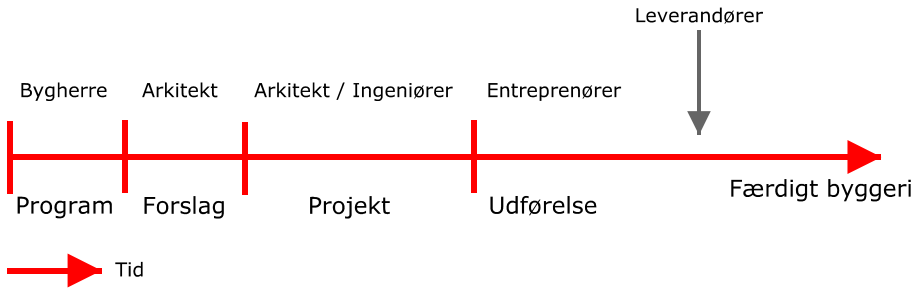 Leverandører
Bygherre
Arkitekt
Arkitekt / Ingeniører
Entreprenører
Program
Forslag
Projekt
Udførelse
Færdigt byggeri
Tid